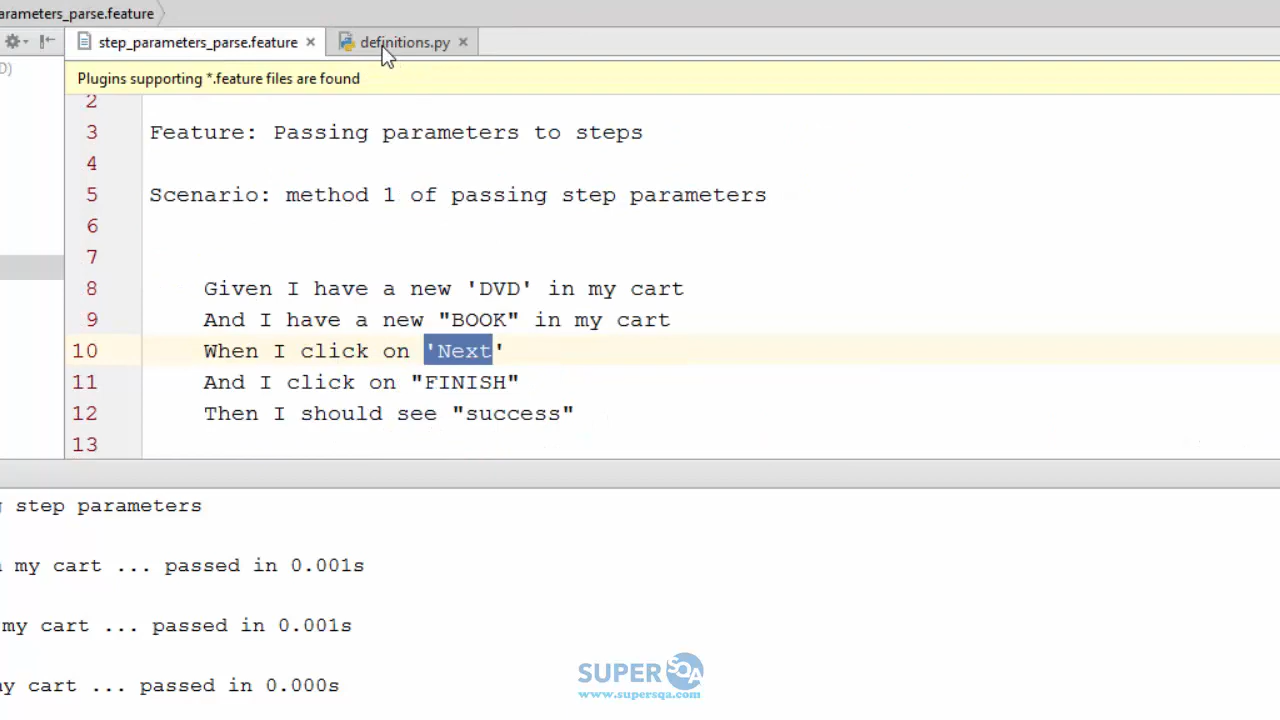 arameters_parse.feature
D) step_parameters_parse.feature definitions.py
Plugins supporting *.feature files are found
2
3 Feature: Passing parameters to steps
4
5 Scenario: method 1 of passing step parameters
6
7
8 Given I have a new 'DVD' in my cart
9 And I have a new "BOOK" in my cart
10 When I click on 'Next'
11 And I click on "FINISH"
12 Then I should see "success"
13
g step parameters
n my cart ... passed in 0.001s
my cart ... passed in 0.001s
my cart ... passed in 0.000s
SUPER SQA
www.supersqa.com